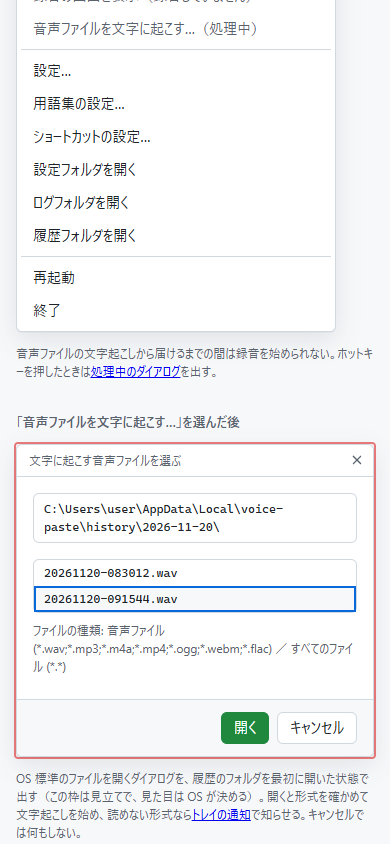 音声ファイルを文字に起こす...（処理中）
設定...
用語集の設定...
ショートカットの設定...
設定フォルダを開く
ログフォルダを開く
履歴フォルダを開く
再起動
終了
音声ファイルの文字起こしから届けるまでの間は録音を始められない。ホットキ
ーを押したときは処理中のダイアログを出す。
「音声ファイルを文字に起こす...」を選んだ後
文字に起こす音声ファイルを選ぶ ×
C:\Users\user\AppData\Local\voice-
paste\history\2026-11-20\
20261120-083012.wav
20261120-091544.wav
ファイルの種類: 音声ファイル
(*.wav;*.mp3;*.m4a;*.mp4;*.ogg;*.webm;*.flac) ／ すべてのファイ
ル (*.*)
開く キャンセル
OS 標準のファイルを開くダイアログを、履歴のフォルダを最初に開いた状態で
出す（この枠は見立てで、見た目は OS が決める）。開くと形式を確かめて
文字起こしを始め、読めない形式ならトレイの通知で知らせる。キャンセルで
は何もしない。